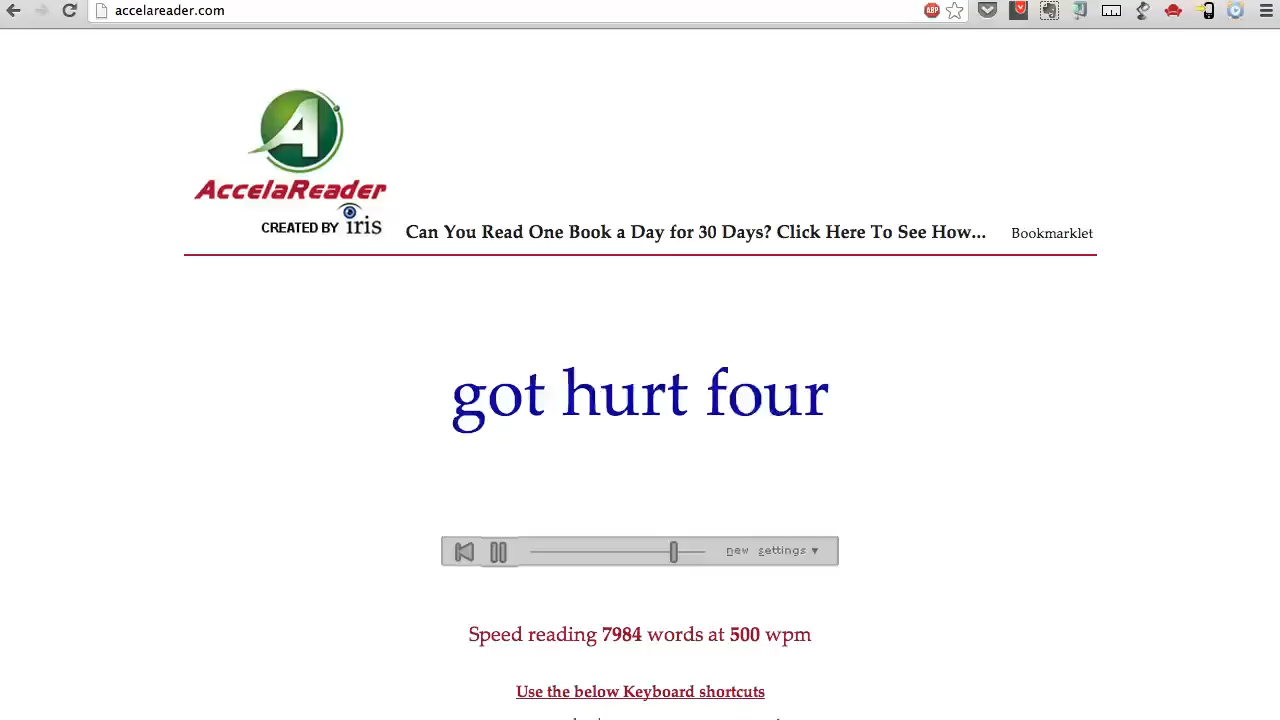 accelareader.com
ABP
A
AccelaReader
CREATED BY iris
Can You Read One Book a Day for 30 Days? Click Here To See How...
Bookmarklet
got hurt four
new settings ▼
Speed reading 7984 words at 500 wpm
Use the below Keyboard shortcuts